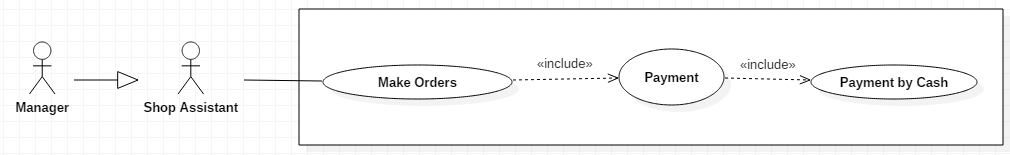 «include»
«include»
Make Orders
Payment
Payment by Cash
Manager
Shop Assistant